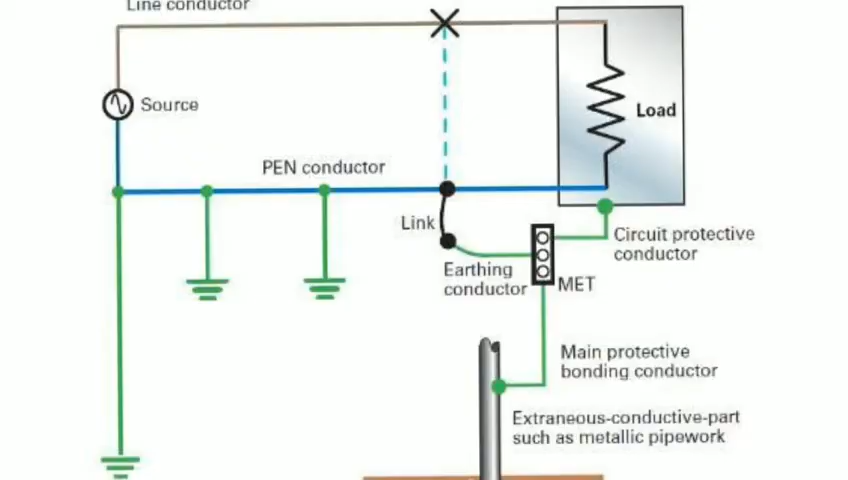 Line conductor
Source
Load
PEN conductor
Link
Circuit protective
conductor
Earthing
conductor
MET
Main protective
bonding conductor
Extraneous-conductive-part
such as metallic pipework